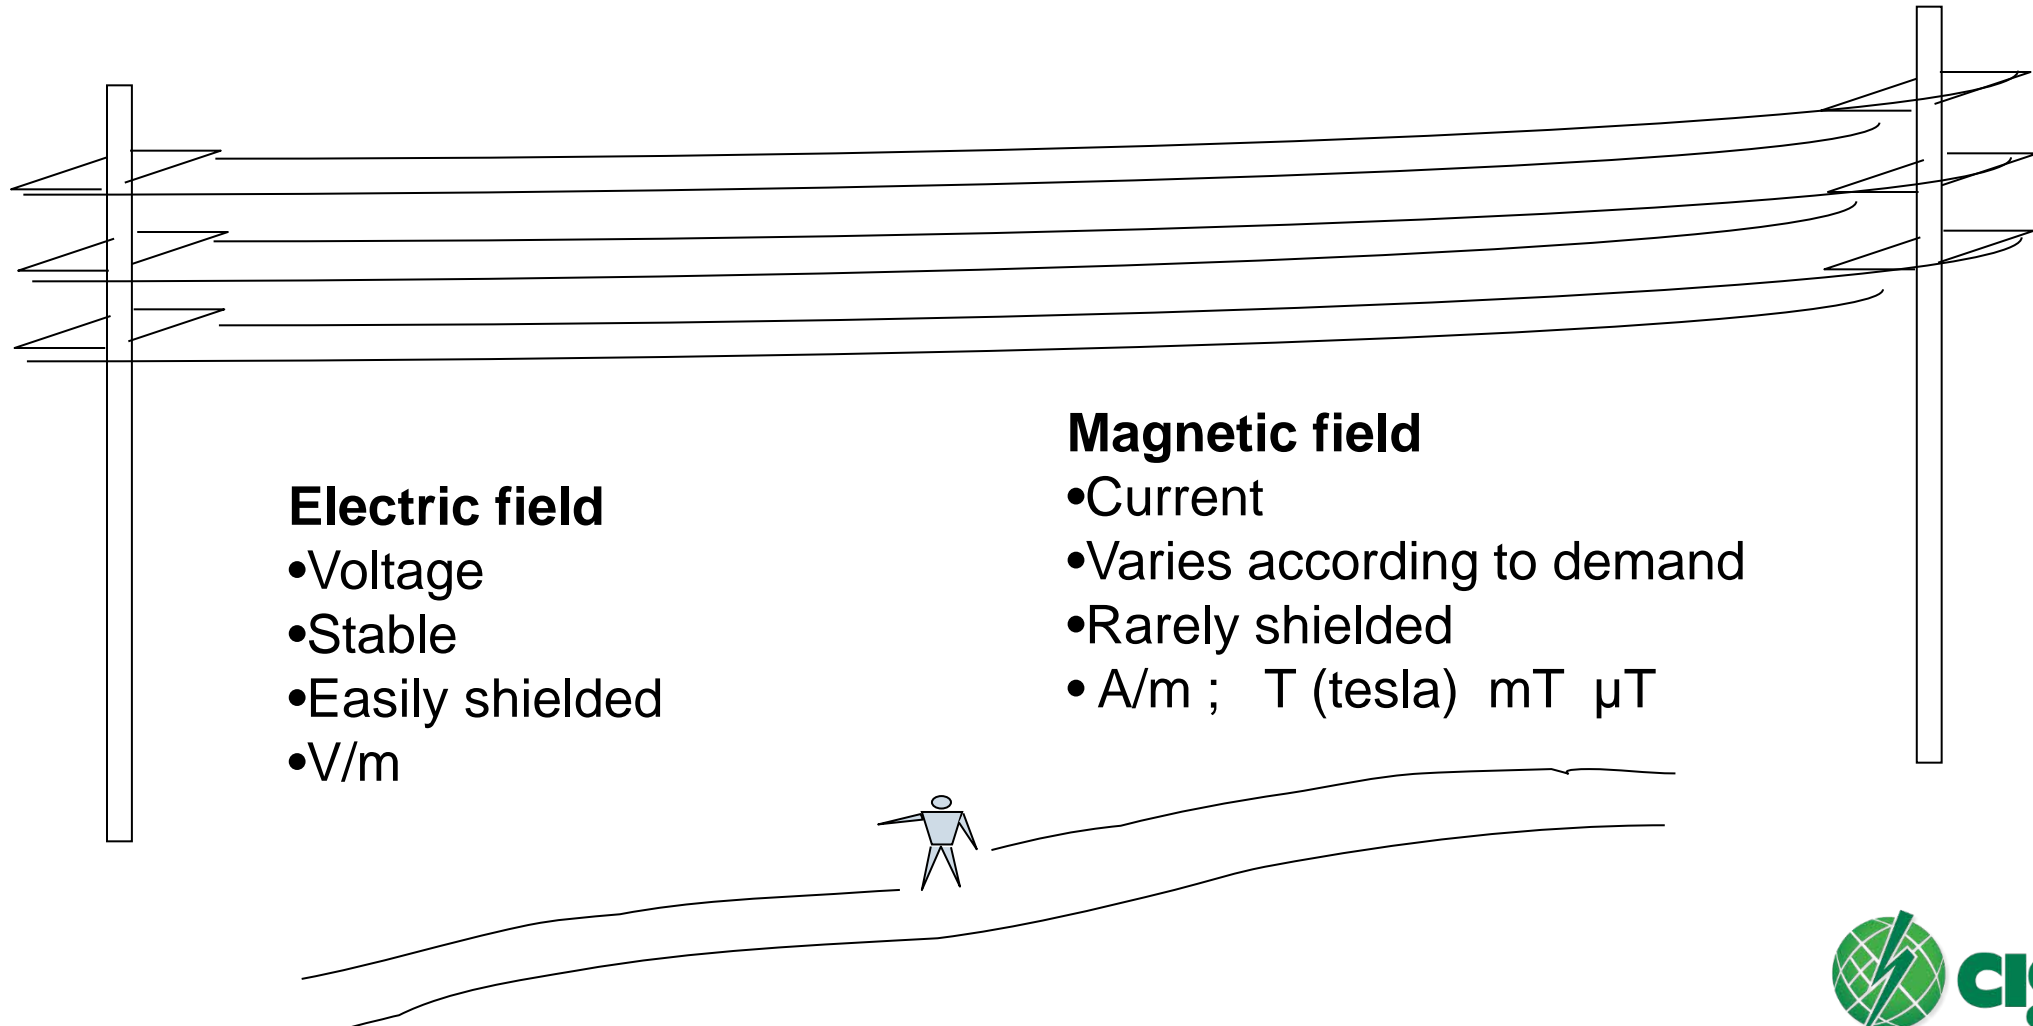 Electric field
•Voltage
•Stable
•Easily shielded
•V/m
Magnetic field
•Current
•Varies according to demand
•Rarely shielded
• A/m ; T (tesla) mT µT